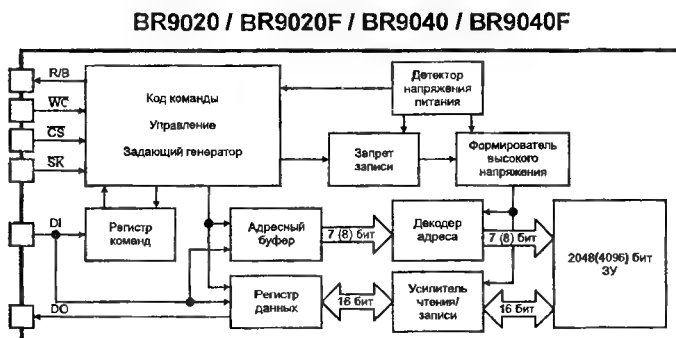 BR9020 / BR9020F / BR9040 / BR9040F
R/B
WC
CS
SK
DI
DO
Код команды
Управление
Задающий генератор
Детектор
напряжения
питания
Запрет
записи
Формирователь
высокого
напряжения
Регистр
команд
Адресный
буфер
7 (8) бит
Декодер
адреса
7 (8) бит
2048(4096) бит
ЗУ
Регистр
данных
16 бит
Усилитель
чтения/
записи
16 бит